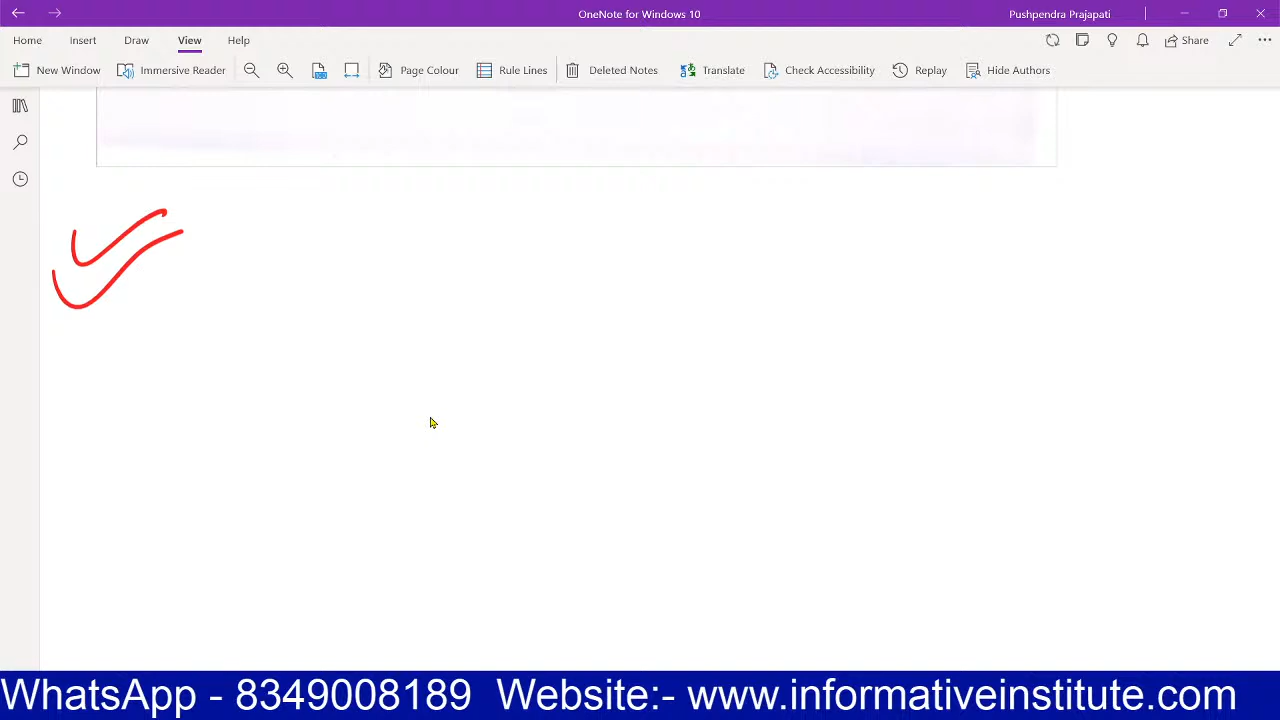 OneNote for Windows 10
Pushpendra Prajapati
Home Insert Draw View Help
Share
New Window Immersive Reader Page Colour Rule Lines Deleted Notes Translate Check Accessibility Replay Hide Authors
WhatsApp - 8349008189 Website:- www.informativeinstitute.com